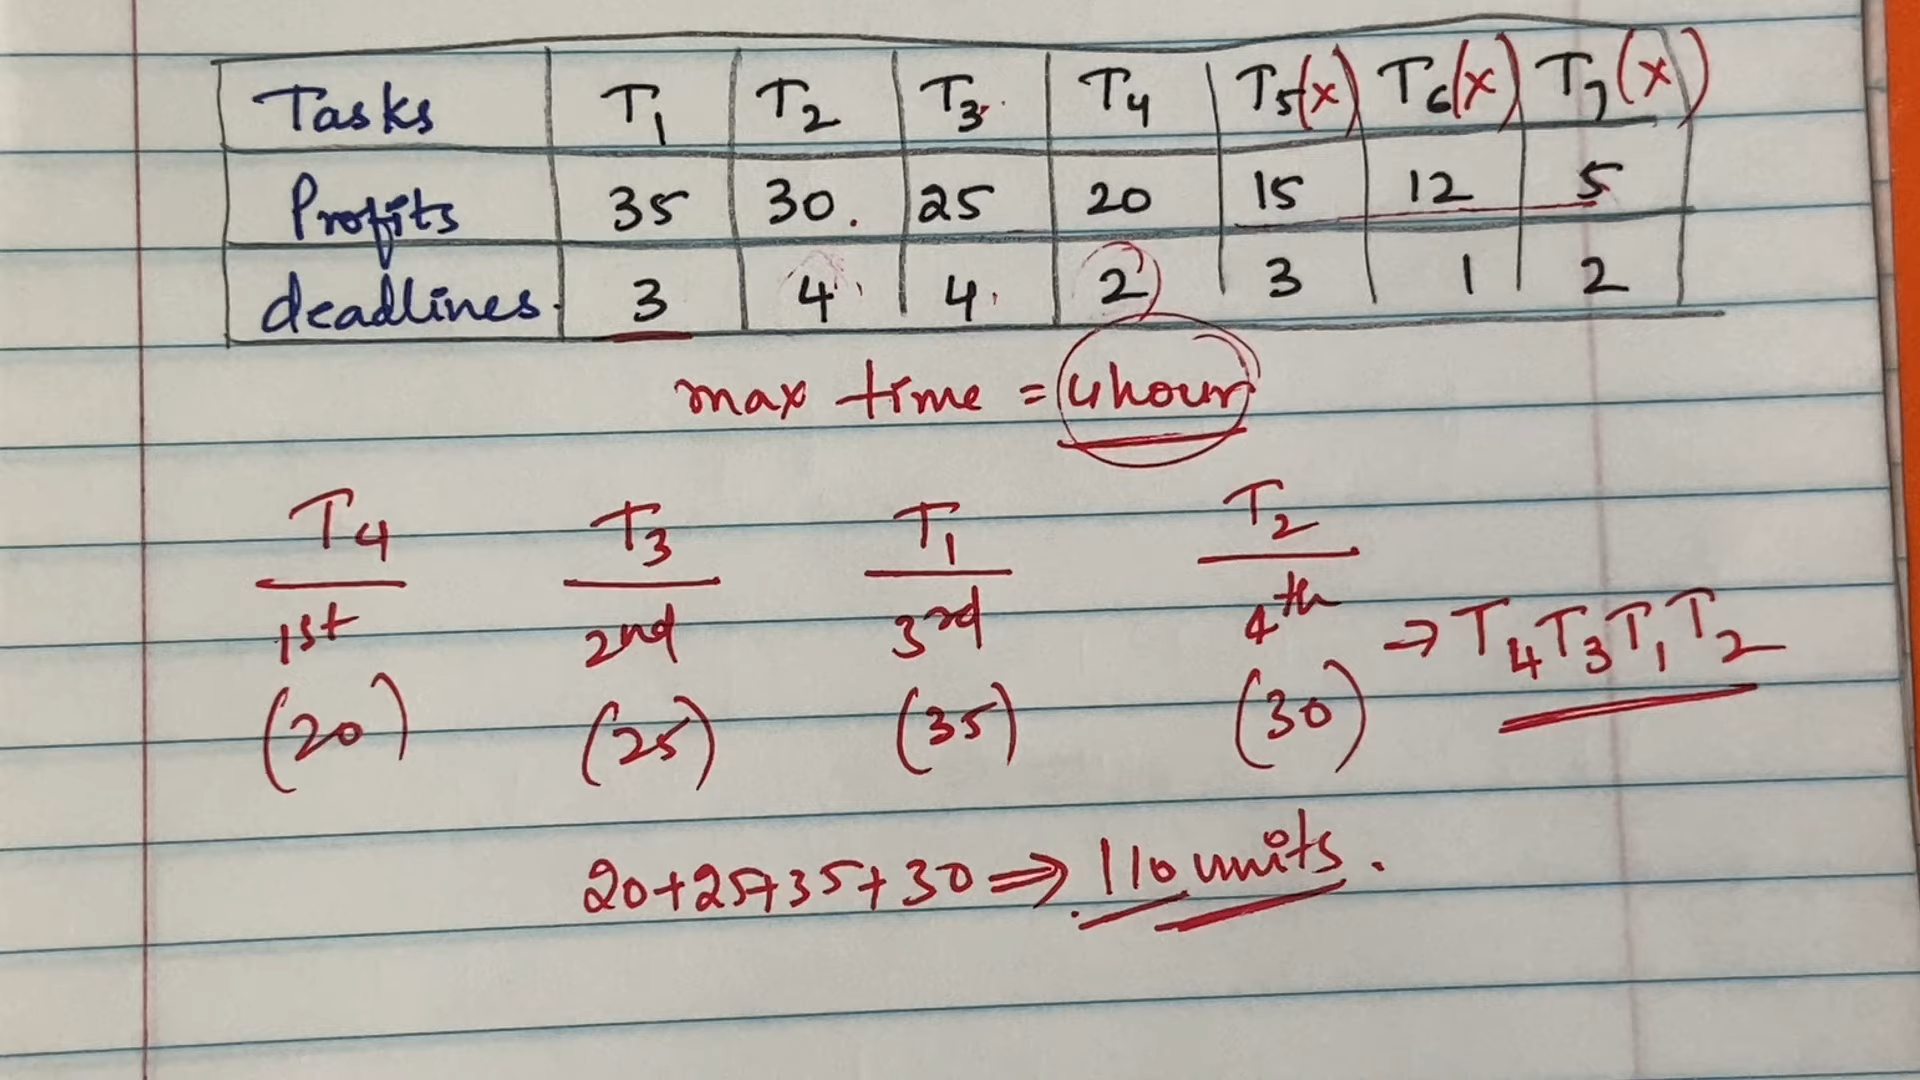 Tasks T1 T2 T3 T4 T5(x) T6(x) T7(x)
Profits 35 30. 25 20 15 12 5
deadlines. 3 4 4 2 3 1 2
max time = 4hour
T4 T3 T1 T2
1st 2nd 3rd 4th → T4T3T1T2
(20) (25) (35) (30)
20+25+35+30 ⇒ 110 units.